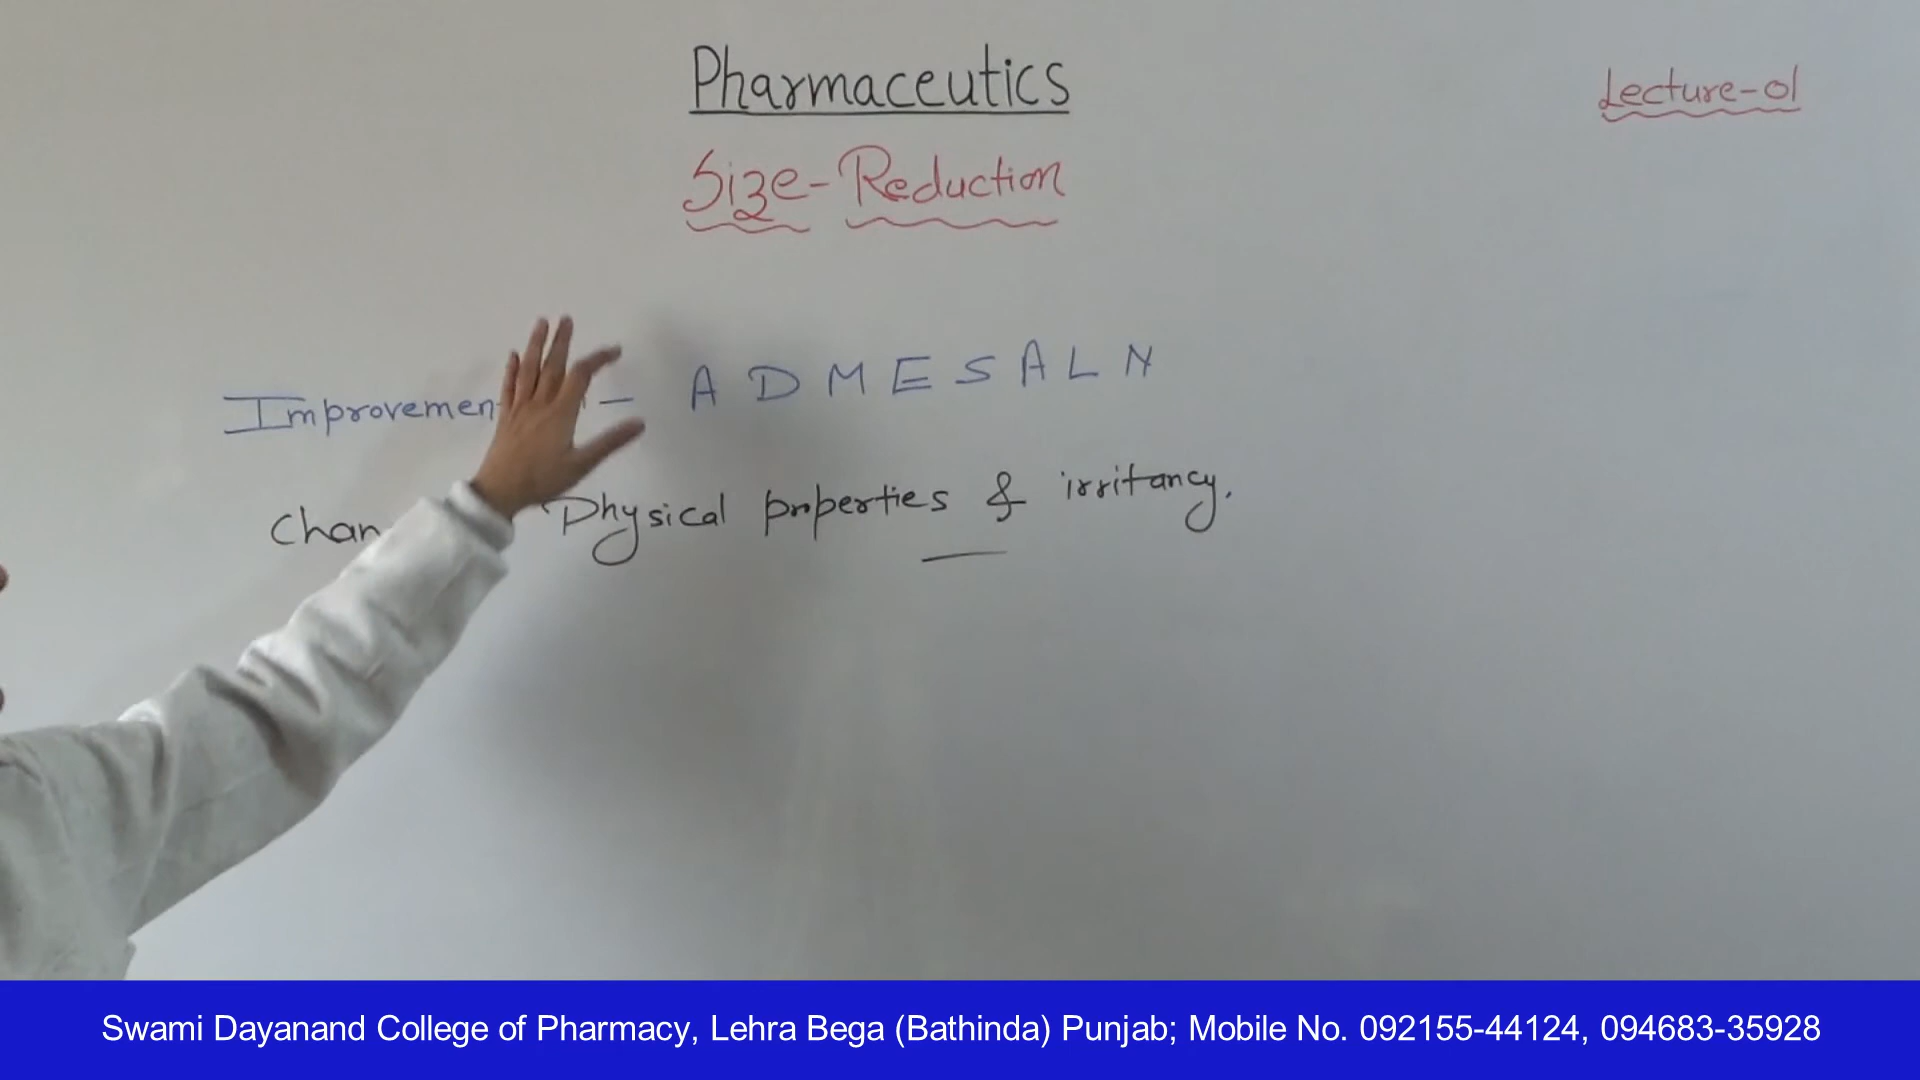 Pharmaceutics
Lecture-01
Size-Reduction
Improvemen - A D M E S A L N
Chan Physical properties & irritancy.
Swami Dayanand College of Pharmacy, Lehra Bega (Bathinda) Punjab; Mobile No. 092155-44124, 094683-35928